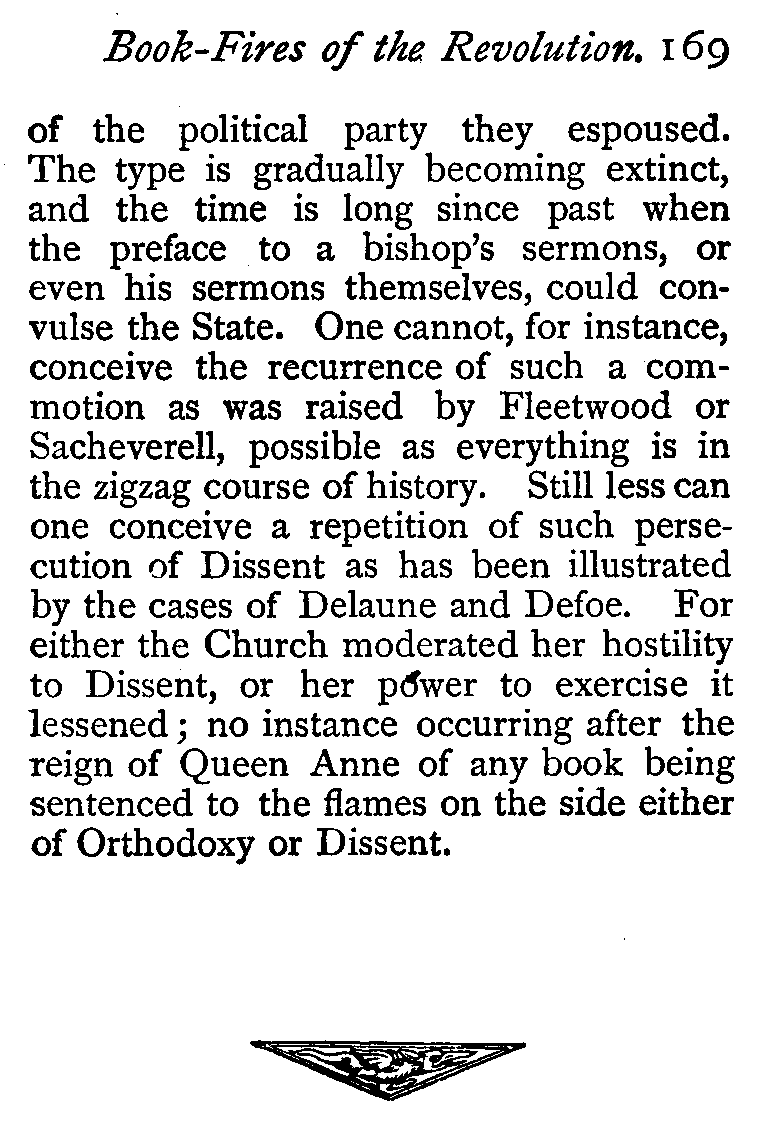 Book-Fires of the Revolution. 169
of the political party they espoused.
The type is gradually becoming extinct,
and the time is long since past when
the preface to a bishop's sermons, or
even his sermons themselves, could con-
vulse the State. One cannot, for instance,
conceive the recurrence of such a com-
motion as was raised by Fleetwood or
Sacheverell, possible as everything is in
the zigzag course of history. Still less can
one conceive a repetition of such perse-
cution of Dissent as has been illustrated
by the cases of Delaune and Defoe. For
either the Church moderated her hostility
to Dissent, or her power to exercise it
lessened; no instance occurring after the
reign of Queen Anne of any book being
sentenced to the flames on the side either
of Orthodoxy or Dissent.